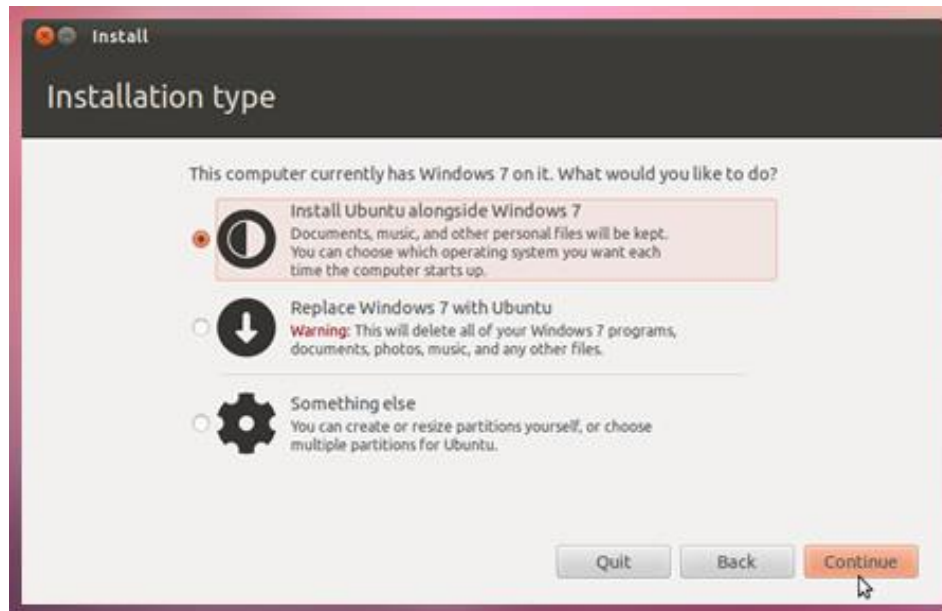 Install
Installation type
This computer currently has Windows 7 on it. What would you like to do?
Install Ubuntu alongside Windows 7
Documents, music, and other personal files will be kept.
You can choose which operating system you want each
time the computer starts up.
Replace Windows 7 with Ubuntu
Warning: This will delete all of your Windows 7 programs,
documents, photos, music, and any other files.
Something else
You can create or resize partitions yourself, or choose
multiple partitions for Ubuntu.
Quit Back Continue